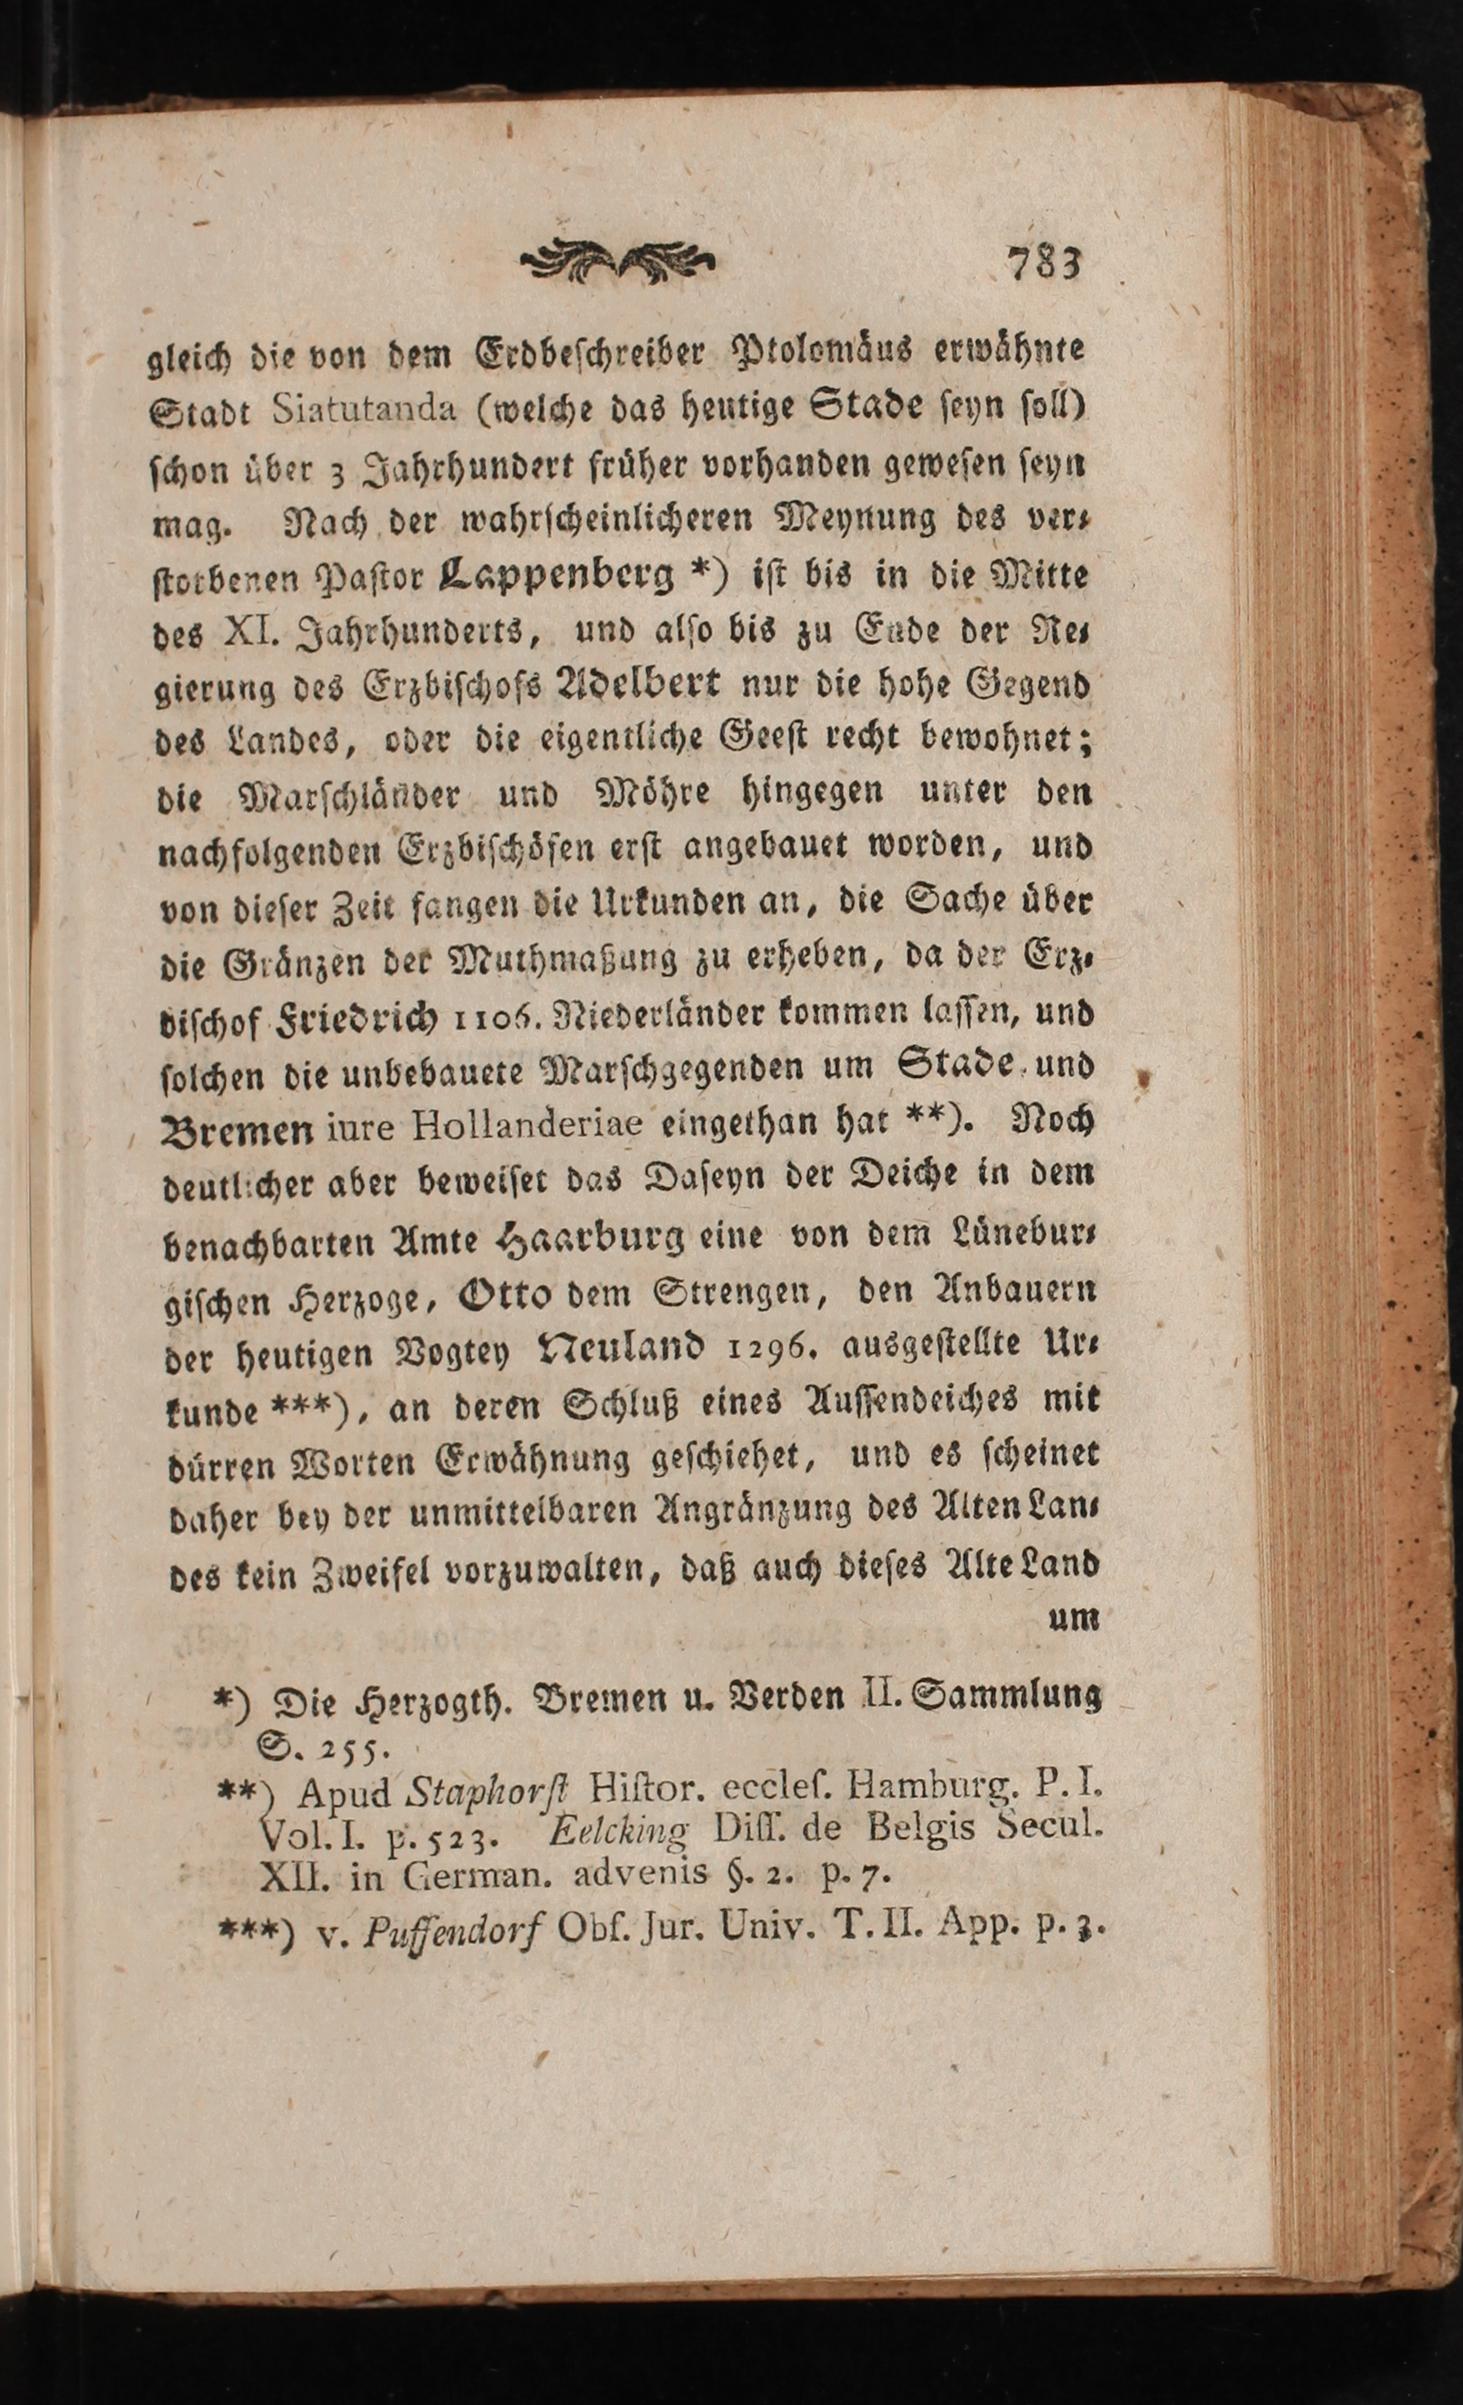 783
gleich die von dem Erdbeſchreiber Ptolomäus erwähnte
Stadt Siatutanda (welche das heutige Stade ſeyn ſoll)
ſchon über 3 Jahrhundert früher vorhanden geweſen ſeyn
mag. Nach der wahrſcheinlicheren Meynung des ver⸗
ſtorbenen Paſtor Lappenberg *) iſt bis in die Mitte
des XI. Jahrhunderts, und alſo bis zu Ende der Re⸗
gierung des Erzbiſchofs Adelbert nur die hohe Gegend
des Landes, oder die eigentliche Geeſt recht bewohnet;
die Marſchländer und Möhre hingegen unter den
nachfolgenden Erzbiſchöfen erſt angebauet worden, und
von dieſer Zeit fangen die Urkunden an, die Sache über
die Gränzen der Muthmaßung zu erheben, da der Erz⸗
biſchof Friedrich 1106. Niederländer kommen laſſen, und
ſolchen die unbebauete Marſchgegenden um Stade und
Bremen iure Hollanderiae eingethan hat **). Noch
deutlicher aber beweiſet das Daſeyn der Deiche in dem
benachbarten Amte Haarburg eine von dem Lünebur⸗
giſchen Herzoge, Otto dem Strengen, den Anbauern
der heutigen Vogtey Neuland 1296. ausgeſtellte Ur⸗
kunde ***), an deren Schluß eines Auſſendeiches mit
dürren Worten Erwähnung geſchiehet, und es ſcheinet
daher bey der unmittelbaren Angränzung des Alten Lan⸗
des kein Zweifel vorzuwalten, daß auch dieſes Alte Land
um
*) Die Herzogth. Bremen u. Verden II. Sammlung
S. 255.
**) Apud Staphorſt Hiſtor. eccleſ. Hamburg. P. I.
Vol. I. p. 523. Eelcking Diſſ. de Belgis Secul.
XII. in German. advenis §. 2. p. 7.
***) v. Puffendorf Obſ. Jur. Univ. T. II. App. p. 3.